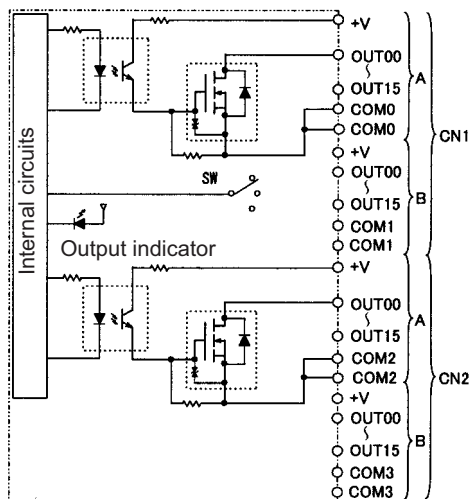 +V
OUT00
OUT15
COM0
COM0
A
CN1
+V
OUT00
OUT15
COM1
COM1
B
Internal circuits
SW
Output indicator
+V
OUT00
OUT15
COM2
COM2
A
CN2
+V
OUT00
OUT15
COM3
COM3
B